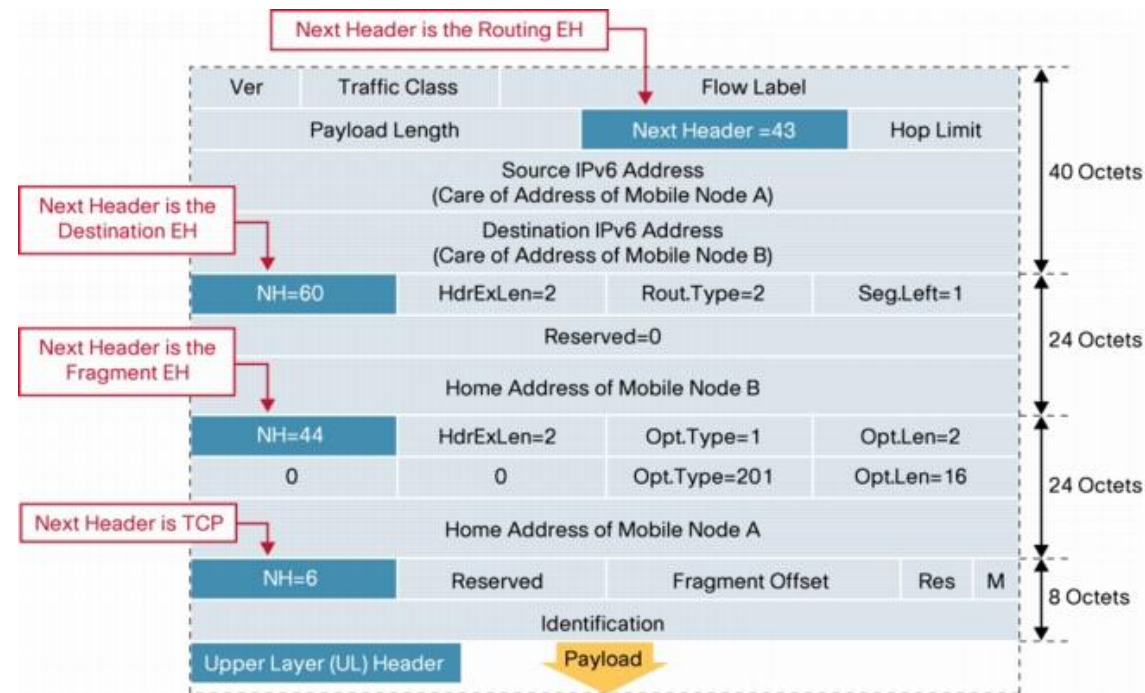 Next Header is the Routing EH
Ver Traffic Class Flow Label
Payload Length Next Header =43 Hop Limit
Source IPv6 Address
(Care of Address of Mobile Node A)
40 Octets
Next Header is the
Destination EH
Destination IPv6 Address
(Care of Address of Mobile Node B)
NH=60 HdrExLen=2 Rout.Type=2 Seg.Left=1
Reserved=0
24 Octets
Next Header is the
Fragment EH
Home Address of Mobile Node B
NH=44 HdrExLen=2 Opt.Type=1 Opt.Len=2
0 0 Opt.Type=201 Opt.Len=16
24 Octets
Next Header is TCP
Home Address of Mobile Node A
NH=6 Reserved Fragment Offset Res M
8 Octets
Identification
Upper Layer (UL) Header
Payload